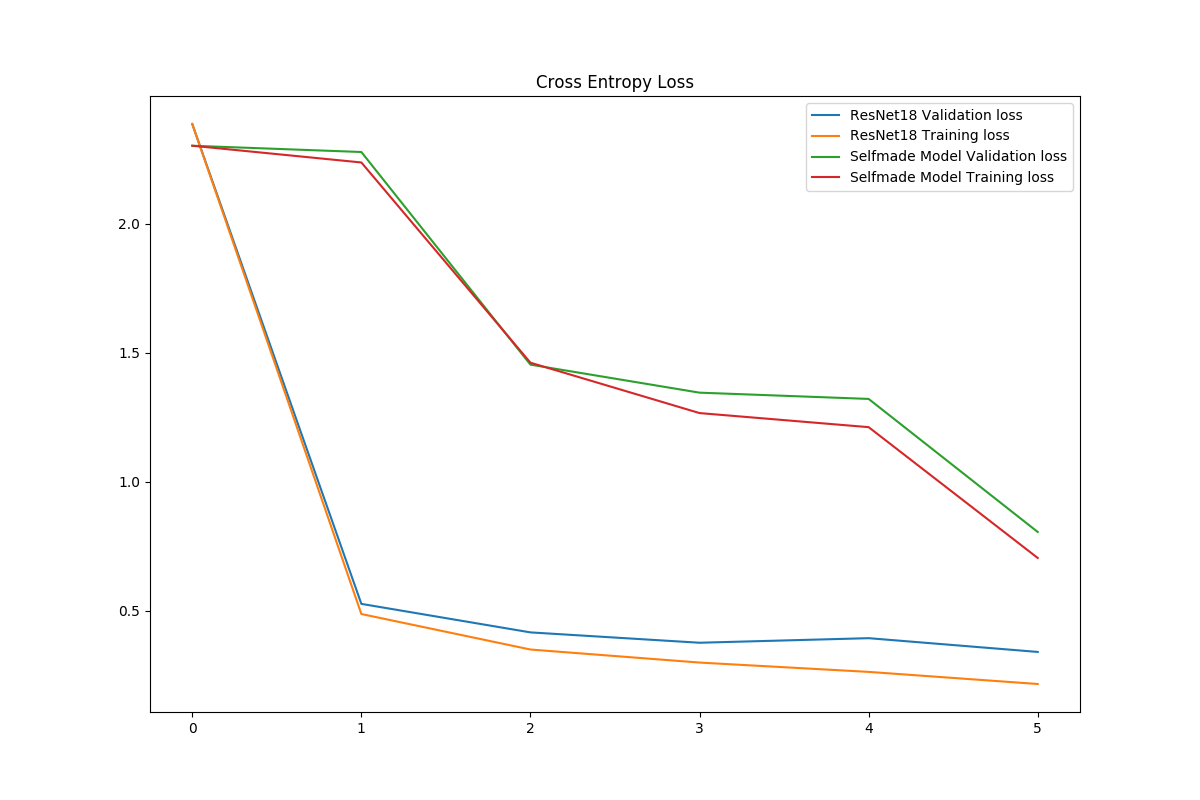 Cross Entropy Loss
ResNet18 Validation loss
ResNet18 Training loss
Selfmade Model Validation loss
Selfmade Model Training loss
2.0
1.5
1.0
0.5
0 1 2 3 4 5